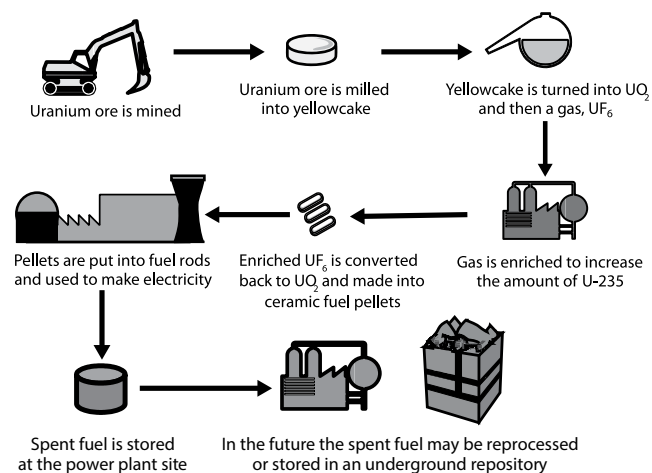 Uranium ore is mined
Uranium ore is milled
into yellowcake
Yellowcake is turned into UQ₂
and then a gas, UF₆
Pellets are put into fuel rods
and used to make electricity
Enriched UF₆ is converted
back to UQ₂ and made into
ceramic fuel pellets
Gas is enriched to increase
the amount of U-235
Spent fuel is stored
at the power plant site
In the future the spent fuel may be reprocessed
or stored in an underground repository